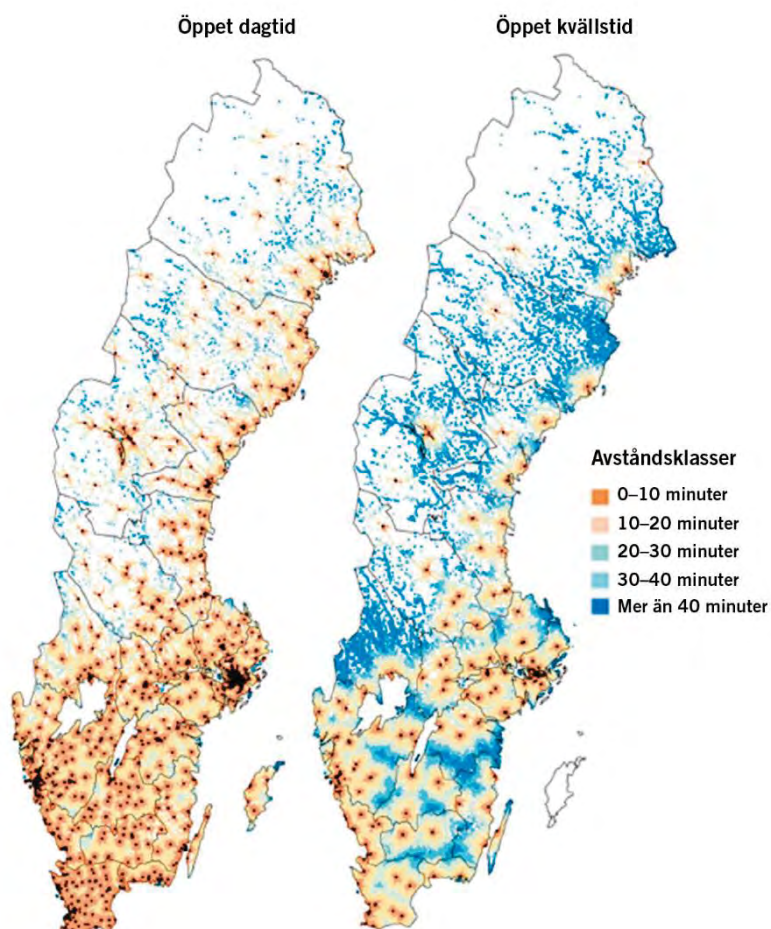 Öppet dagtid
Öppet kvällstid
Avståndsklasser
0–10 minuter
10–20 minuter
20–30 minuter
30–40 minuter
Mer än 40 minuter